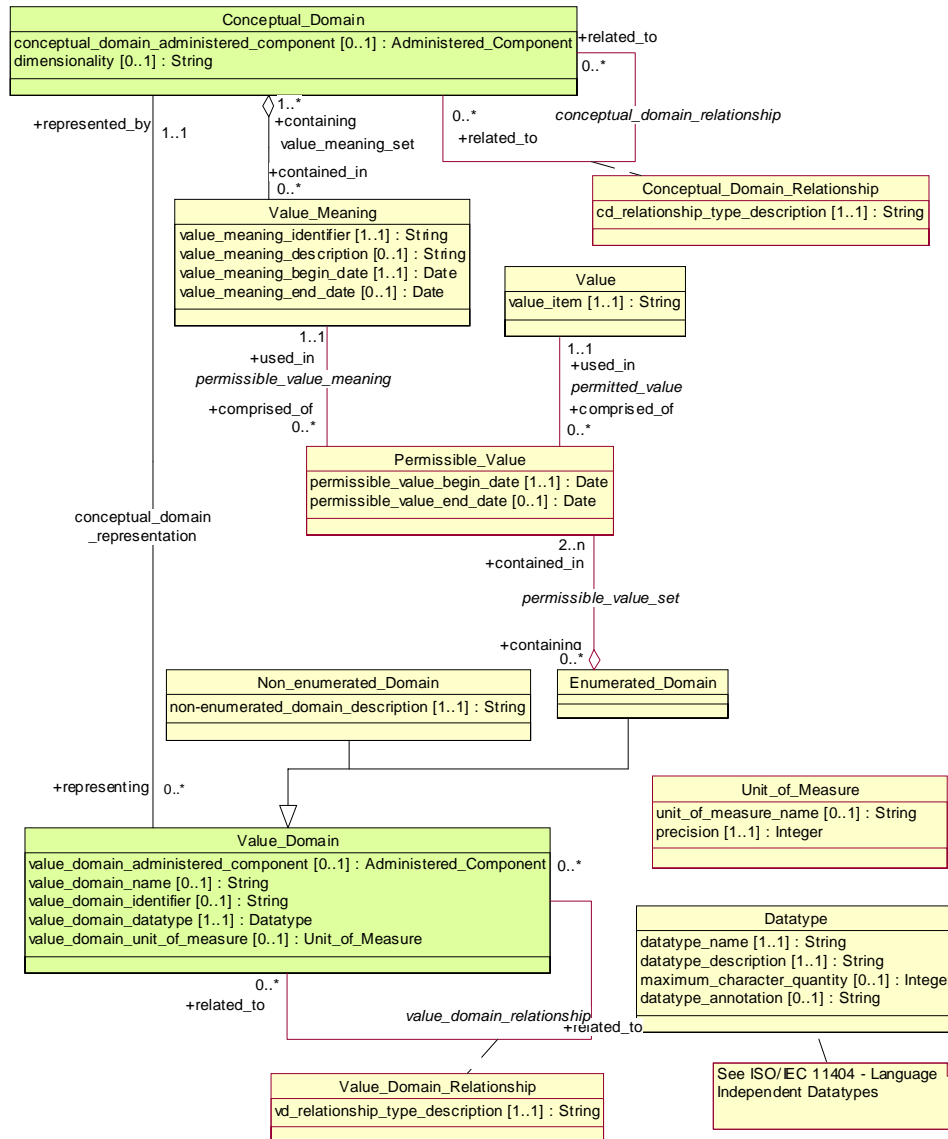 Conceptual_Domain
conceptual_domain_administered_component [0..1] : Administered_Component
dimensionality [0..1] : String
+related_to
0..*
+represented_by
1..1
1..*
+containing
value_meaning_set
+contained_in
0..*
0..*
+related_to
conceptual_domain_relationship
Conceptual_Domain_Relationship
cd_relationship_type_description [1..1] : String
Value_Meaning
value_meaning_identifier [1..1] : String
value_meaning_description [0..1] : String
value_meaning_begin_date [1..1] : Date
value_meaning_end_date [0..1] : Date
Value
value_item [1..1] : String
1..1
+used_in
permissible_value_meaning
+comprised_of
0..*
1..1
+used_in
permitted_value
+comprised_of
0..*
Permissible_Value
permissible_value_begin_date [1..1] : Date
permissible_value_end_date [0..1] : Date
conceptual_domain
_representation
2..n
+contained_in
permissible_value_set
+containing
0..*
Non_enumerated_Domain
non-enumerated_domain_description [1..1] : String
Enumerated_Domain
+representing
0..*
Unit_of_Measure
unit_of_measure_name [0..1] : String
precision [1..1] : Integer
Value_Domain
value_domain_administered_component [0..1] : Administered_Component
value_domain_name [0..1] : String
value_domain_identifier [0..1] : String
value_domain_datatype [1..1] : Datatype
value_domain_unit_of_measure [0..1] : Unit_of_Measure
0..*
Datatype
datatype_name [1..1] : String
datatype_description [1..1] : String
maximum_character_quantity [0..1] : Intege
datatype_annotation [0..1] : String
0..*
+related_to
value_domain_relationship
+related_to
See ISO/IEC 11404 - Language
Independent Datatypes
Value_Domain_Relationship
vd_relationship_type_description [1..1] : String